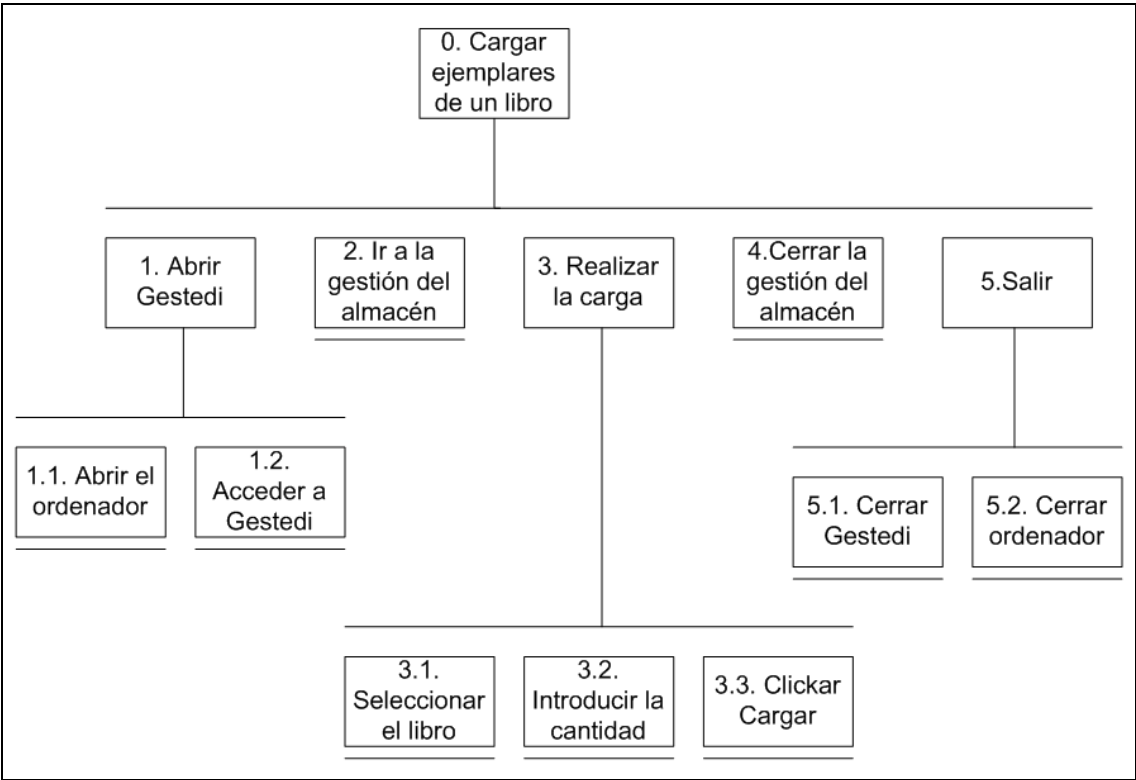 0. Cargar
ejemplares
de un libro
1. Abrir
Gestedi
2. Ir a la
gestión del
almacén
3. Realizar
la carga
4.Cerrar la
gestión del
almacén
5.Salir
1.1. Abrir el
ordenador
1.2.
Acceder a
Gestedi
5.1. Cerrar
Gestedi
5.2. Cerrar
ordenador
3.1.
Seleccionar
el libro
3.2.
Introducir la
cantidad
3.3. Clickar
Cargar